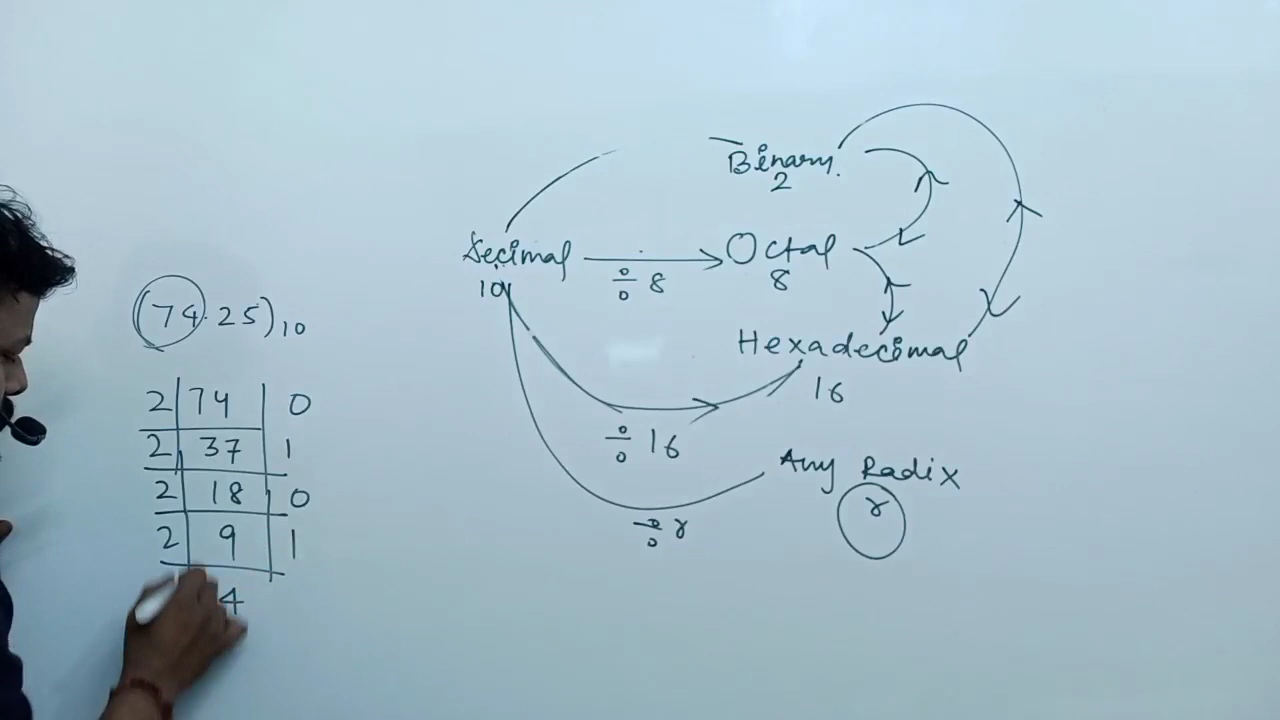 (74.25)10
2 74 0
2 37 1
2 18 0
2 9 1
4
Binary.
2
Decimal
10
÷ 8
Octal
8
Hexadecimal
16
÷ 16
Any Radix
r
÷ r